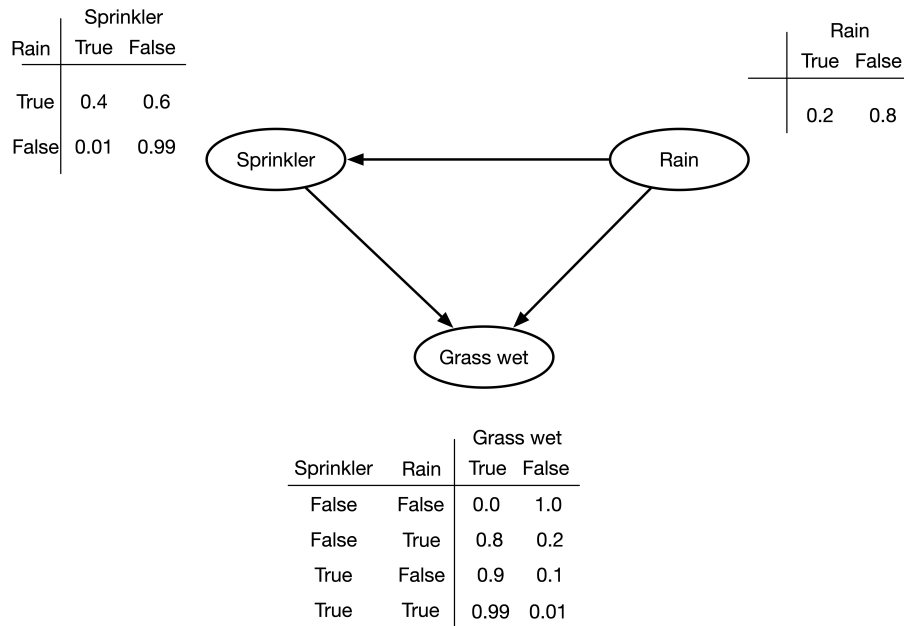 Sprinkler
Rain True False
True 0.4 0.6
False 0.01 0.99
Rain
True False
0.2 0.8
Sprinkler
Rain
Grass wet
Grass wet
Sprinkler Rain True False
False False 0.0 1.0
False True 0.8 0.2
True False 0.9 0.1
True True 0.99 0.01